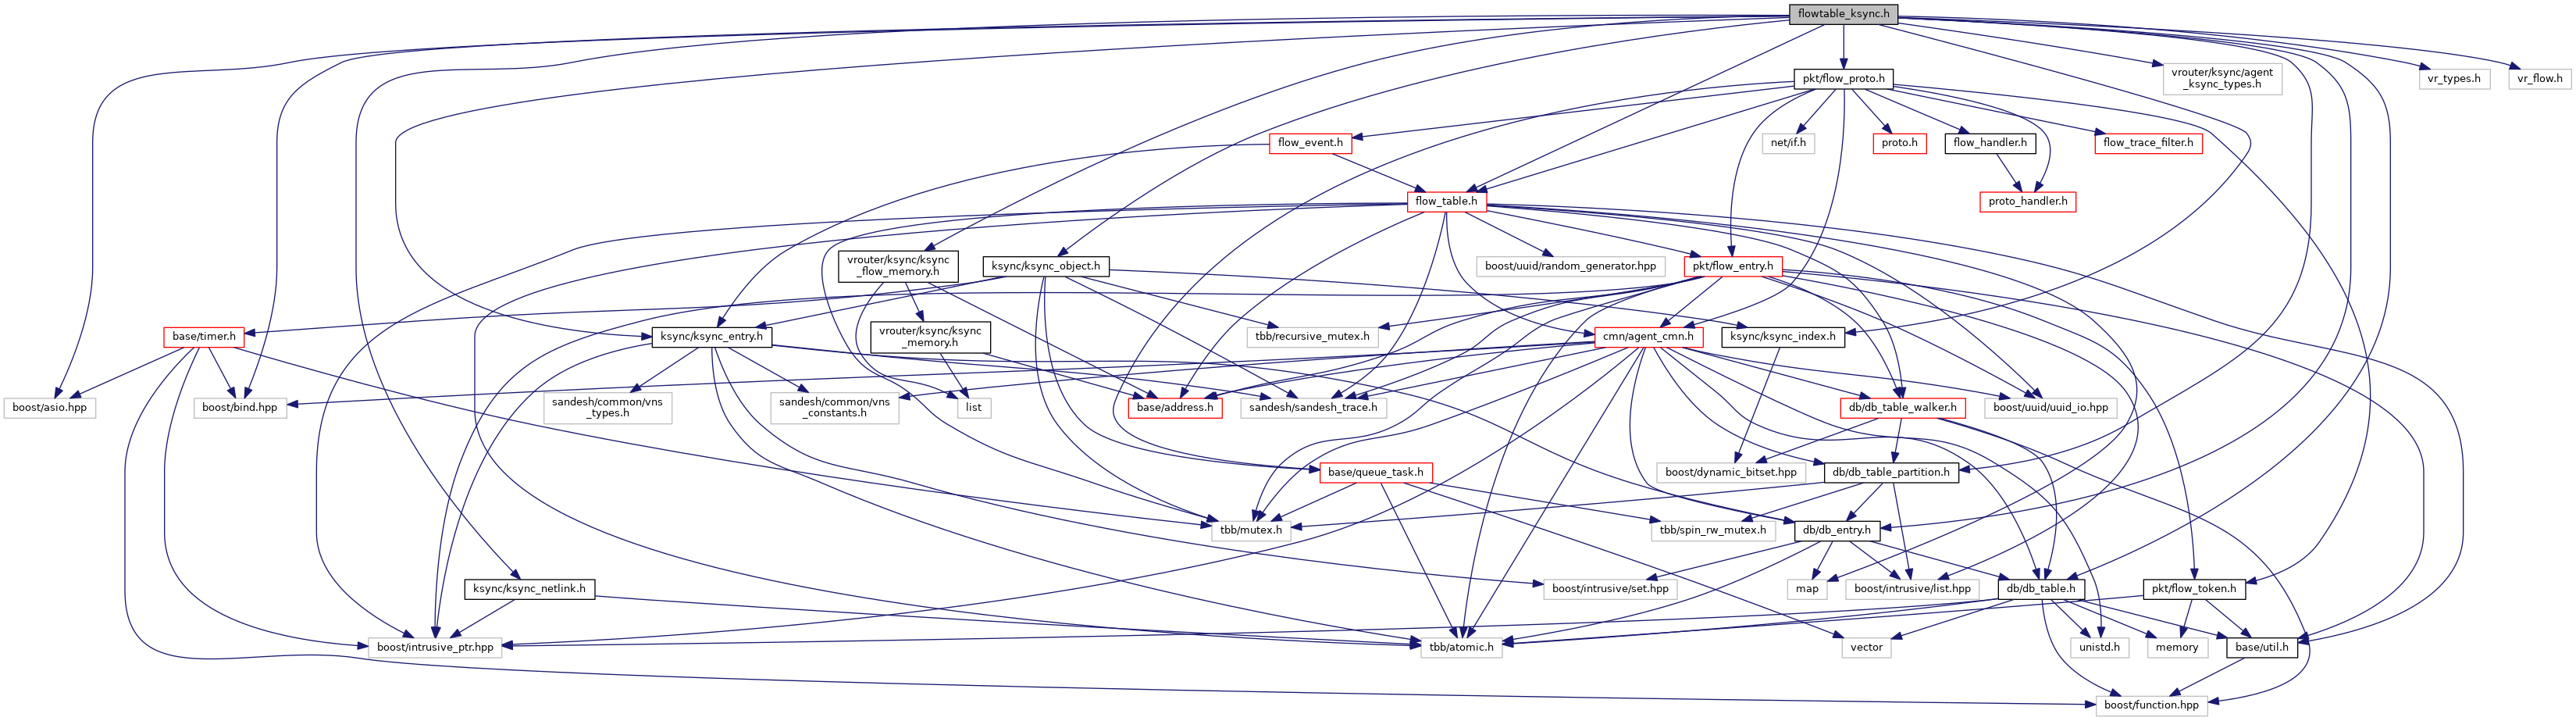 flowtable_ksync.h
pkt/flow_proto.h
vrouter/ksync/agent
_ksync_types.h
vr_types.h
vr_flow.h
flow_event.h
net/if.h
proto.h
flow_handler.h
flow_trace_filter.h
flow_table.h
proto_handler.h
vrouter/ksync/ksync
_flow_memory.h
ksync/ksync_object.h
boost/uuid/random_generator.hpp
pkt/flow_entry.h
base/timer.h
ksync/ksync_entry.h
vrouter/ksync/ksync
_memory.h
tbb/recursive_mutex.h
cmn/agent_cmn.h
ksync/ksync_index.h
boost/asio.hpp
boost/bind.hpp
sandesh/common/vns
_types.h
sandesh/common/vns
_constants.h
list
base/address.h
sandesh/sandesh_trace.h
db/db_table_walker.h
boost/uuid/uuid_io.hpp
base/queue_task.h
boost/dynamic_bitset.hpp
db/db_table_partition.h
tbb/mutex.h
tbb/spin_rw_mutex.h
db/db_entry.h
ksync/ksync_netlink.h
boost/intrusive/set.hpp
map
boost/intrusive/list.hpp
db/db_table.h
pkt/flow_token.h
boost/intrusive_ptr.hpp
tbb/atomic.h
vector
unistd.h
memory
base/util.h
boost/function.hpp